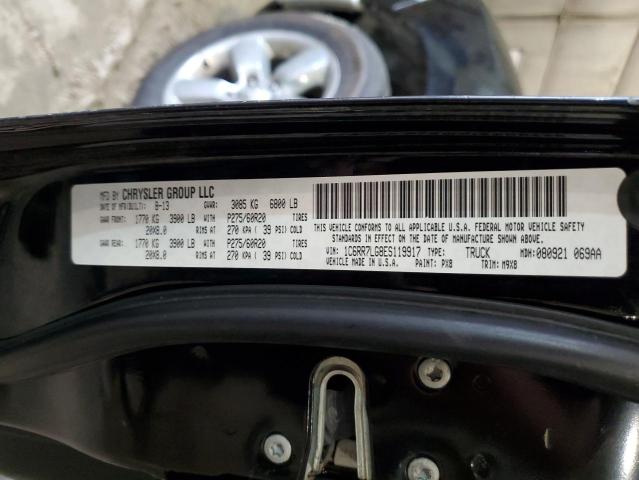 MFD BY CHRYSLER GROUP LLC
DATE OF MFR(BUILT): 9-13 GVWR: 3085 KG 6800 LB
GAWR FRONT: 1770 KG 3900 LB WITH P275/60R20 TIRES
20X8.0 RIMS AT 270 KPA ( 39 PSI) COLD
GAWR REAR: 1770 KG 3900 LB WITH P275/60R20 TIRES
20X8.0 RIMS AT 270 KPA ( 39 PSI) COLD
THIS VEHICLE CONFORMS TO ALL APPLICABLE U.S.A. FEDERAL MOTOR VEHICLE SAFETY
STANDARDS IN EFFECT ON THE DATE OF MANUFACTURE SHOWN ABOVE.
VIN: 1C6RR7LG8ES119917 TYPE: TRUCK MDH:080921 069AA
VEHICLE MADE IN U.S.A. PAINT: PX8 TRIM: M9X8